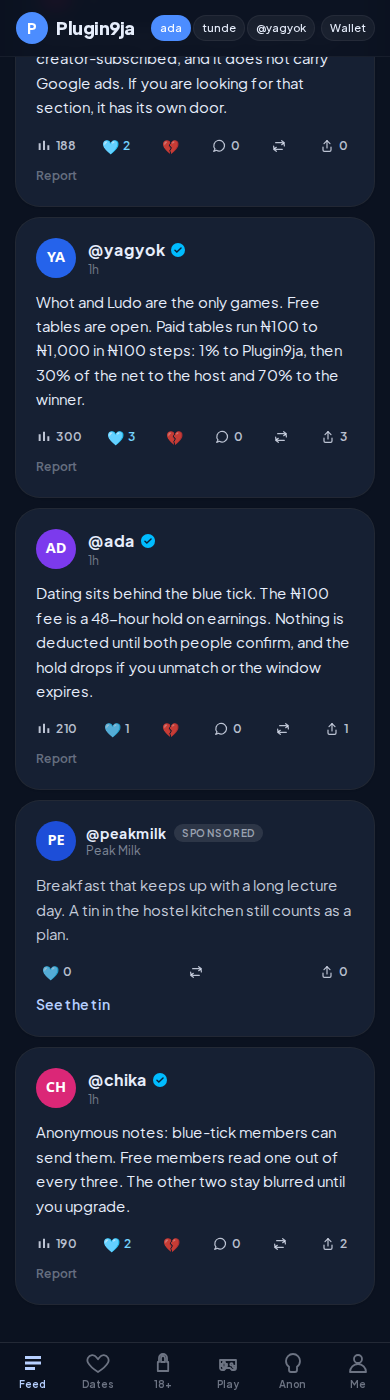 P Plugin9ja ada tunde @yagyok Wallet
creator-subscribed, and it does not carry
Google ads. If you are looking for that
section, it has its own door.
188 2 0 0
Report
YA @yagyok
1h
Whot and Ludo are the only games. Free
tables are open. Paid tables run ₦100 to
₦1,000 in ₦100 steps: 1% to Plugin9ja, then
30% of the net to the host and 70% to the
winner.
300 3 0 3
Report
AD @ada
1h
Dating sits behind the blue tick. The ₦100
fee is a 48-hour hold on earnings. Nothing is
deducted until both people confirm, and the
hold drops if you unmatch or the window
expires.
210 1 0 1
Report
PE @peakmilk SPONSORED
Peak Milk
Breakfast that keeps up with a long lecture
day. A tin in the hostel kitchen still counts as a
plan.
0 0
See the tin
CH @chika
1h
Anonymous notes: blue-tick members can
send them. Free members read one out of
every three. The other two stay blurred until
you upgrade.
190 2 0 2
Report
Feed Dates 18+ Play Anon Me